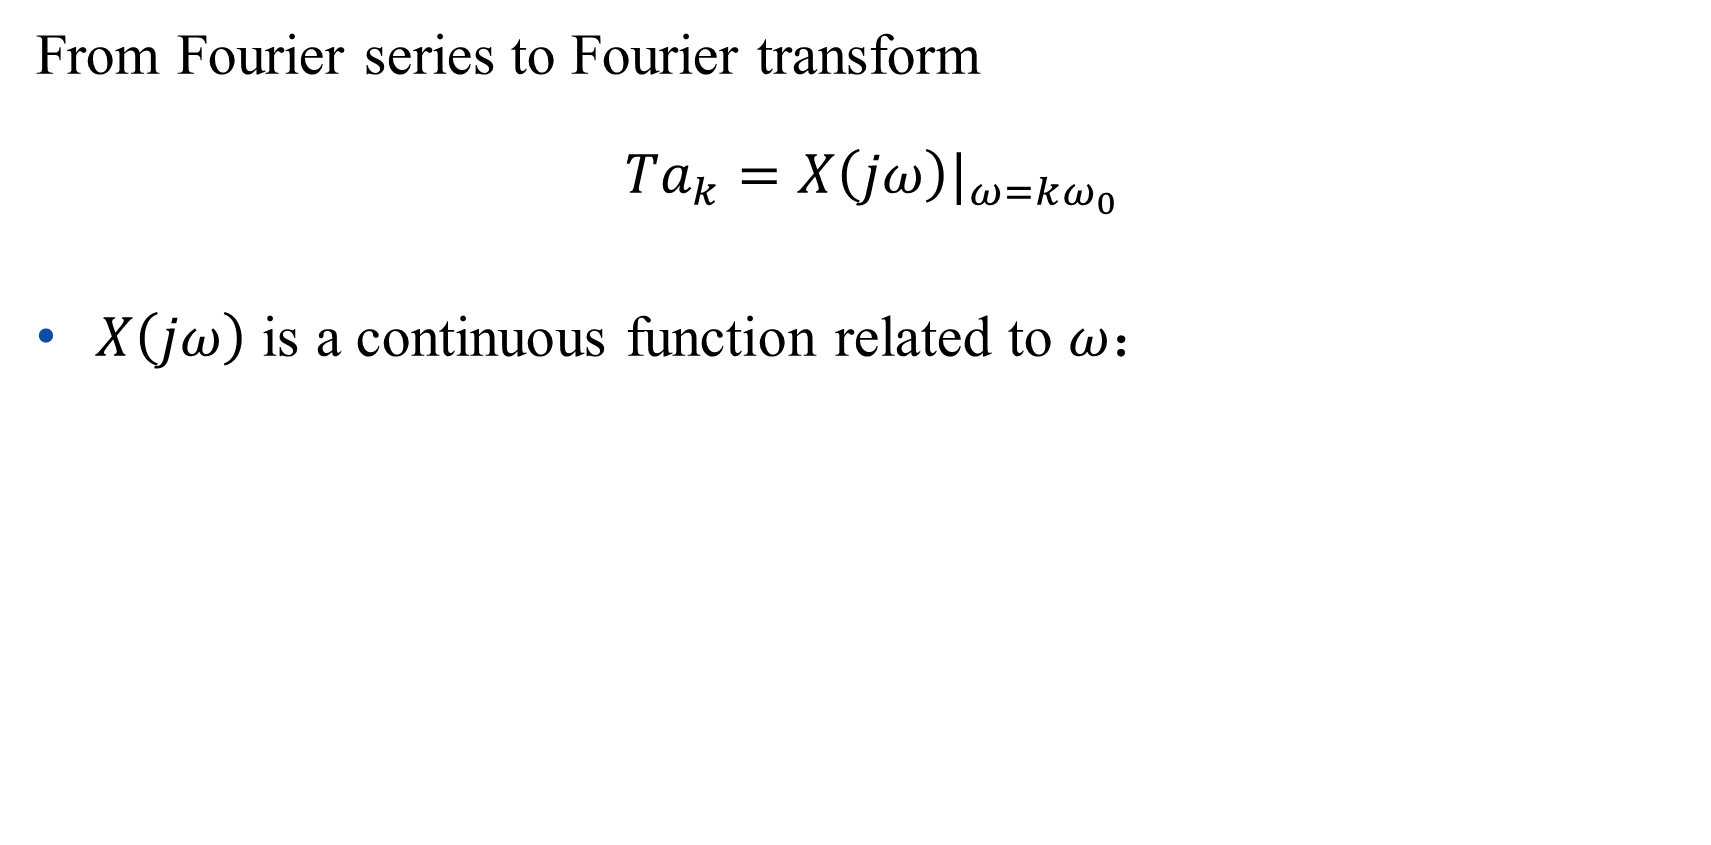 From Fourier series to Fourier transform
Ta_k = X(jω)|_{ω=kω_0}
• X(jω) is a continuous function related to ω：